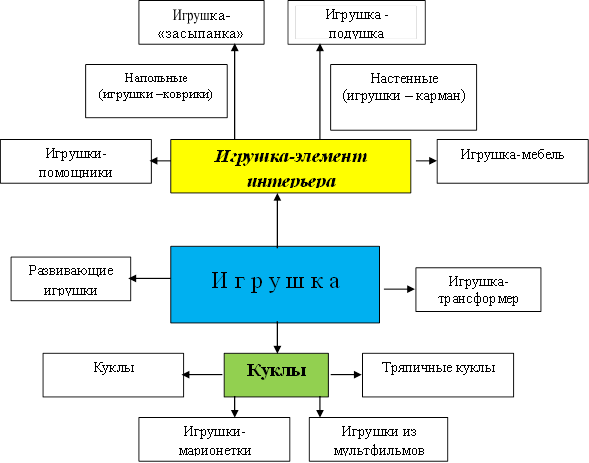 Игрушка-
«засыпанка»
Игрушка -
подушка
Напольные
(игрушки –коврики)
Настенные
(игрушки – карман)
Игрушки-
помощники
Игрушка-элемент
интерьера
Игрушка-мебель
Развивающие
игрушки
И г р у ш к а
Игрушка-
трансформер
Куклы
Куклы
Тряпичные куклы
Игрушки-
марионетки
Игрушки из
мультфильмов